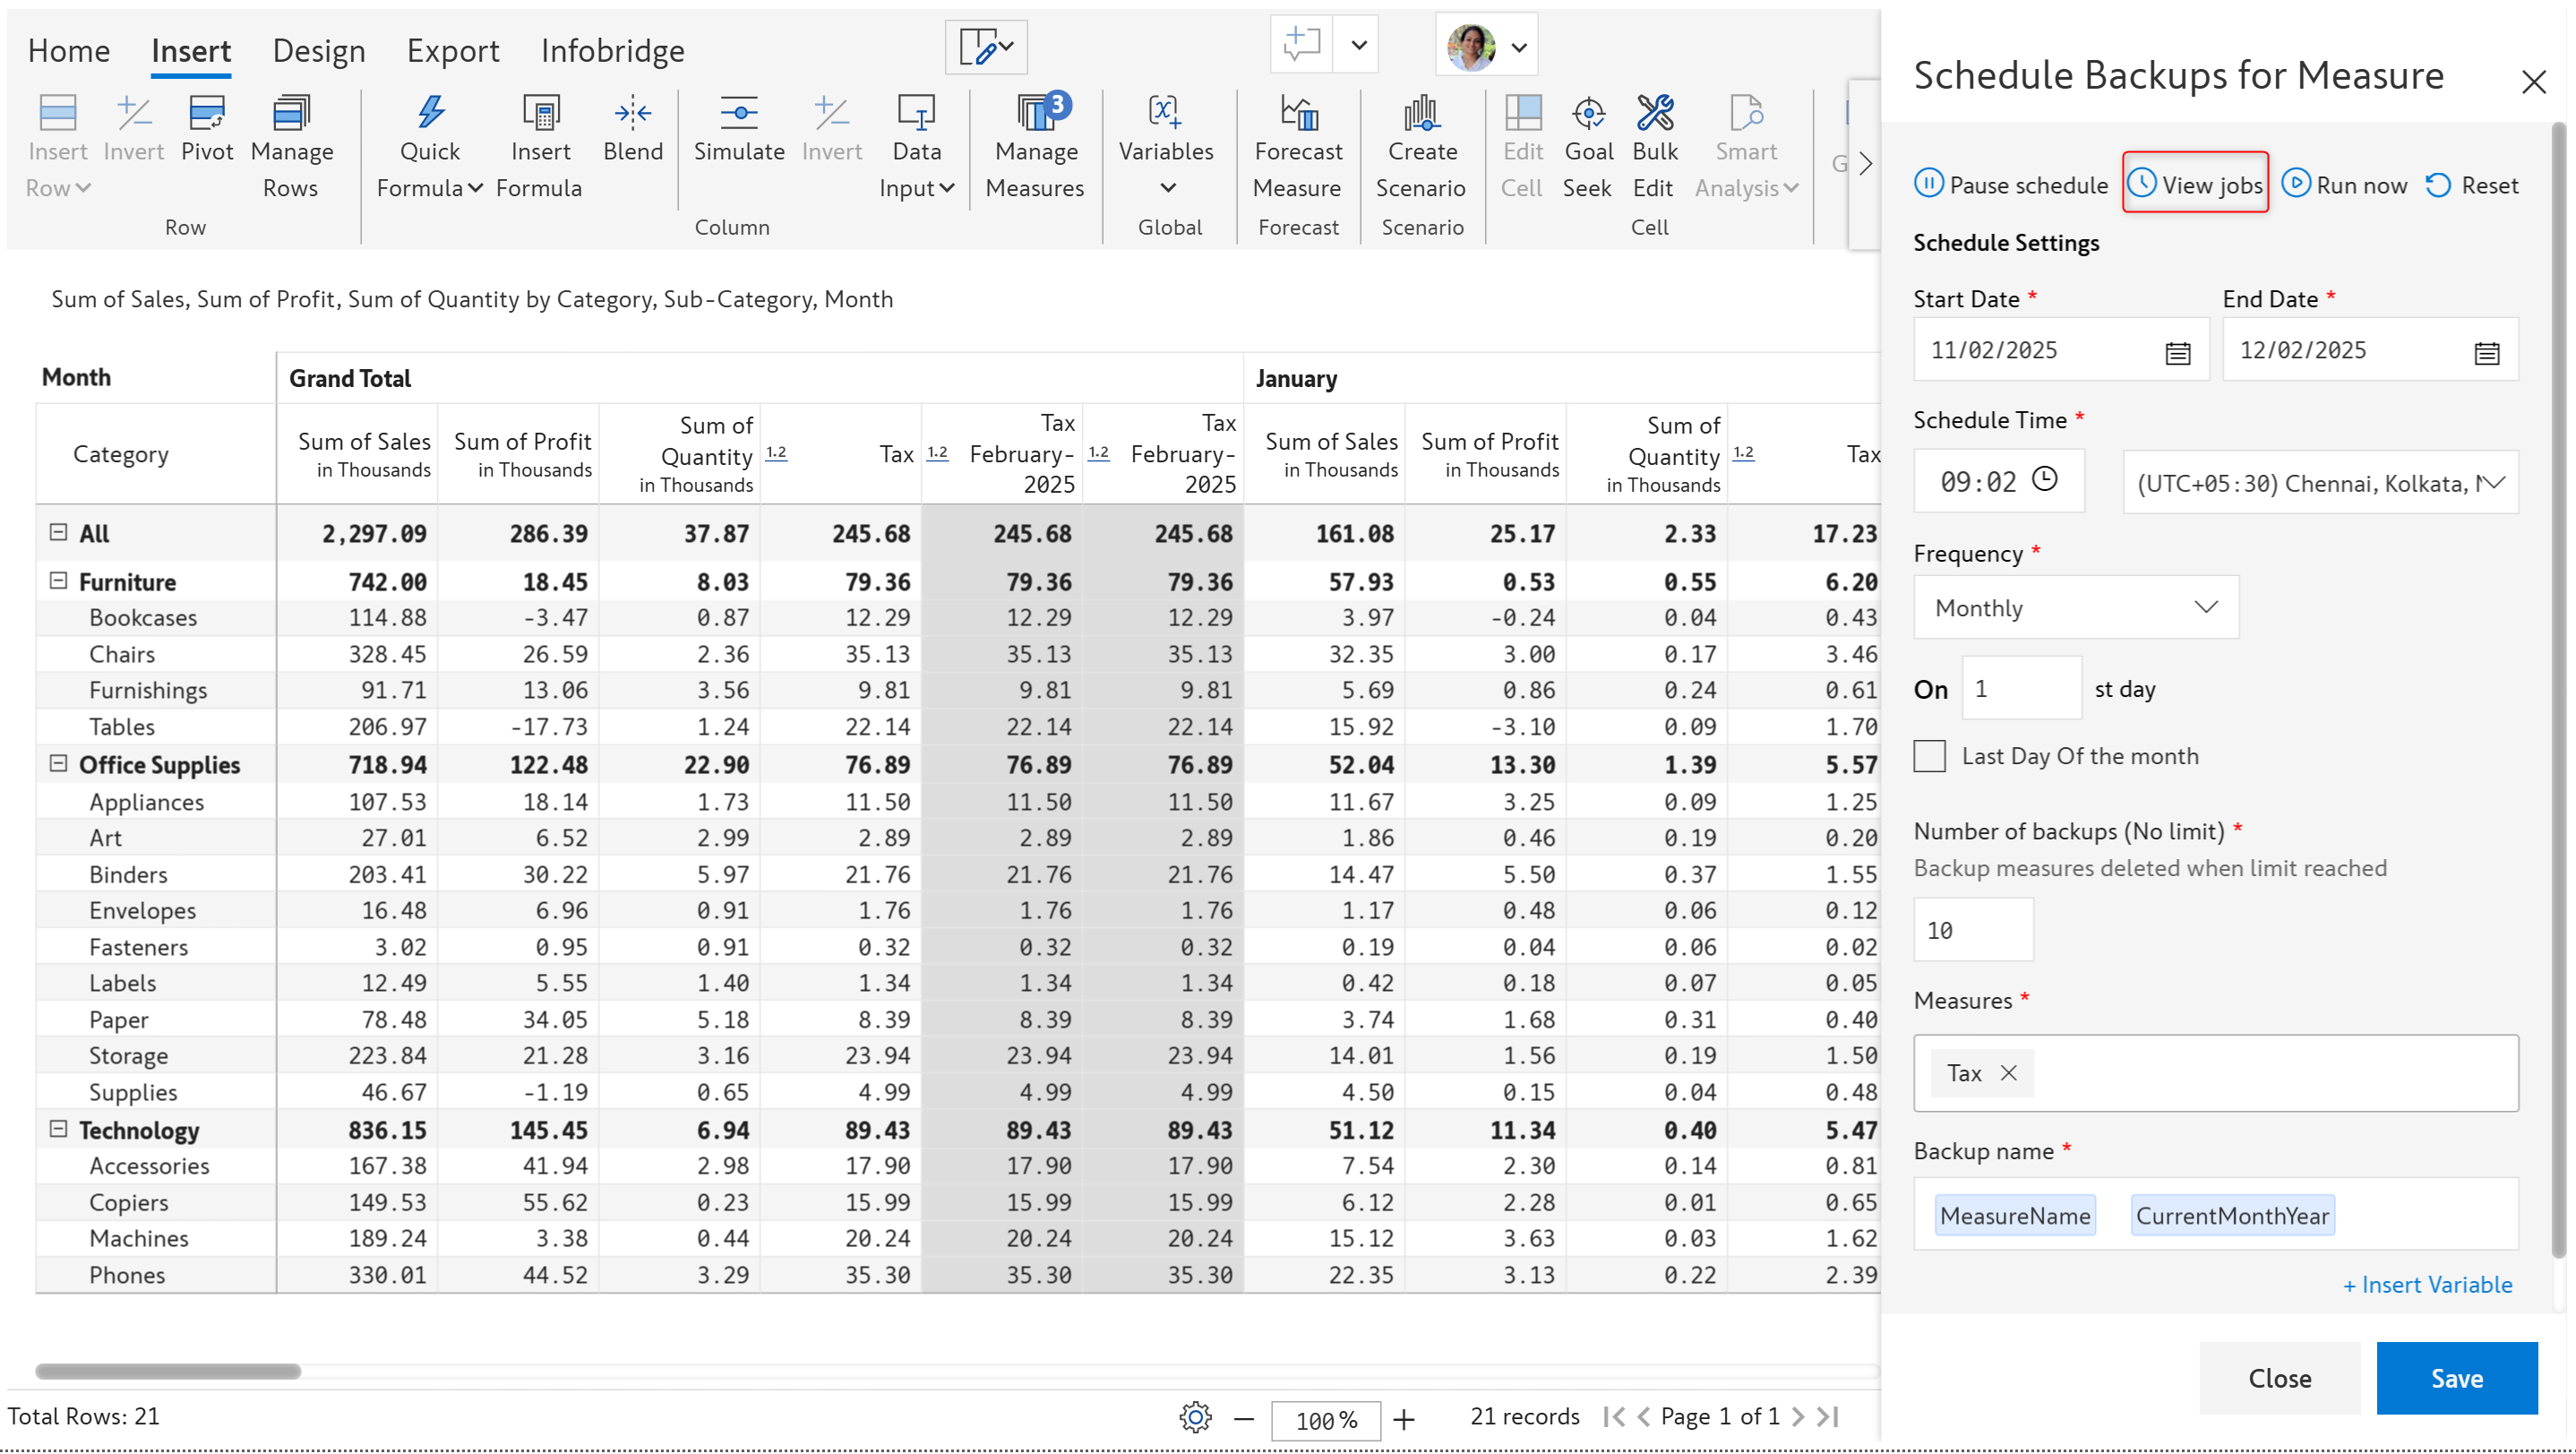 Home Insert Design Export Infobridge
Insert Row
Invert
Pivot
Manage Rows
Row
Quick Formula
Insert Formula
Blend
Simulate
Invert
Data Input
Column
3
Manage Measures
Variables
Global
Forecast Measure
Forecast
Create Scenario
Scenario
Edit Cell
Goal Seek
Bulk Edit
Smart Analysis
Cell
G
Sum of Sales, Sum of Profit, Sum of Quantity by Category, Sub-Category, Month
Month Grand Total January
Category Sum of Sales in Thousands Sum of Profit in Thousands Sum of Quantity in Thousands 1.2 Tax 1.2 Tax February-2025 1.2 Tax February-2025 Sum of Sales in Thousands Sum of Profit in Thousands Sum of Quantity in Thousands 1.2 Tax
All 2,297.09 286.39 37.87 245.68 245.68 245.68 161.08 25.17 2.33 17.23
Furniture 742.00 18.45 8.03 79.36 79.36 79.36 57.93 0.53 0.55 6.20
Bookcases 114.88 -3.47 0.87 12.29 12.29 12.29 3.97 -0.24 0.04 0.43
Chairs 328.45 26.59 2.36 35.13 35.13 35.13 32.35 3.00 0.17 3.46
Furnishings 91.71 13.06 3.56 9.81 9.81 9.81 5.69 0.86 0.24 0.61
Tables 206.97 -17.73 1.24 22.14 22.14 22.14 15.92 -3.10 0.09 1.70
Office Supplies 718.94 122.48 22.90 76.89 76.89 76.89 52.04 13.30 1.39 5.57
Appliances 107.53 18.14 1.73 11.50 11.50 11.50 11.67 3.25 0.09 1.25
Art 27.01 6.52 2.99 2.89 2.89 2.89 1.86 0.46 0.19 0.20
Binders 203.41 30.22 5.97 21.76 21.76 21.76 14.47 5.50 0.37 1.55
Envelopes 16.48 6.96 0.91 1.76 1.76 1.76 1.17 0.48 0.06 0.12
Fasteners 3.02 0.95 0.91 0.32 0.32 0.32 0.19 0.04 0.06 0.02
Labels 12.49 5.55 1.40 1.34 1.34 1.34 0.42 0.18 0.07 0.05
Paper 78.48 34.05 5.18 8.39 8.39 8.39 3.74 1.68 0.31 0.40
Storage 223.84 21.28 3.16 23.94 23.94 23.94 14.01 1.56 0.19 1.50
Supplies 46.67 -1.19 0.65 4.99 4.99 4.99 4.50 0.15 0.04 0.48
Technology 836.15 145.45 6.94 89.43 89.43 89.43 51.12 11.34 0.40 5.47
Accessories 167.38 41.94 2.98 17.90 17.90 17.90 7.54 2.30 0.14 0.81
Copiers 149.53 55.62 0.23 15.99 15.99 15.99 6.12 2.28 0.01 0.65
Machines 189.24 3.38 0.44 20.24 20.24 20.24 15.12 3.63 0.03 1.62
Phones 330.01 44.52 3.29 35.30 35.30 35.30 22.35 3.13 0.22 2.39
Total Rows: 21
100%
21 records
Page 1 of 1
Schedule Backups for Measure
Pause schedule View jobs Run now Reset
Schedule Settings
Start Date * End Date *
11/02/2025 12/02/2025
Schedule Time *
09:02 (UTC+05:30) Chennai, Kolkata,
Frequency *
Monthly
On 1 st day
Last Day Of the month
Number of backups (No limit) *
Backup measures deleted when limit reached
10
Measures *
Tax
Backup name *
MeasureName CurrentMonthYear
+ Insert Variable
Close Save